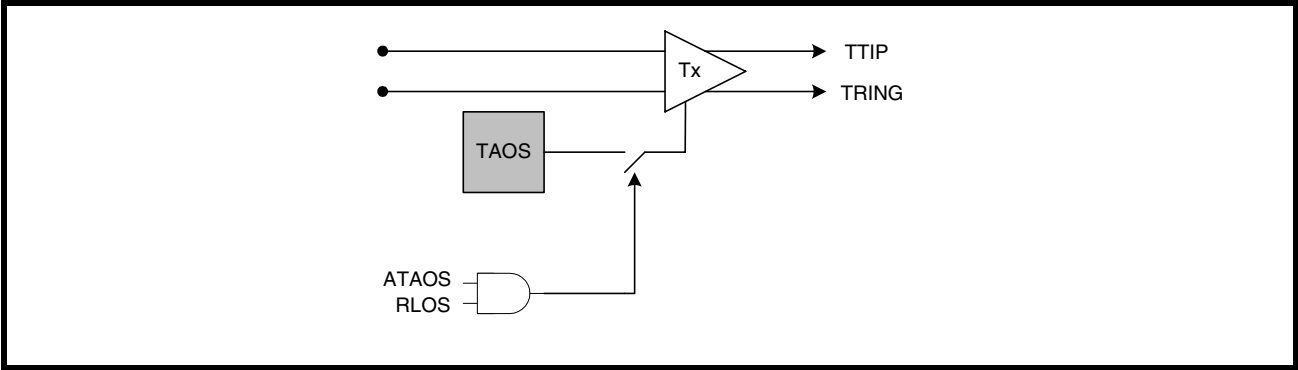 TTIP
Tx
TRING
TAOS
ATAOS
RLOS